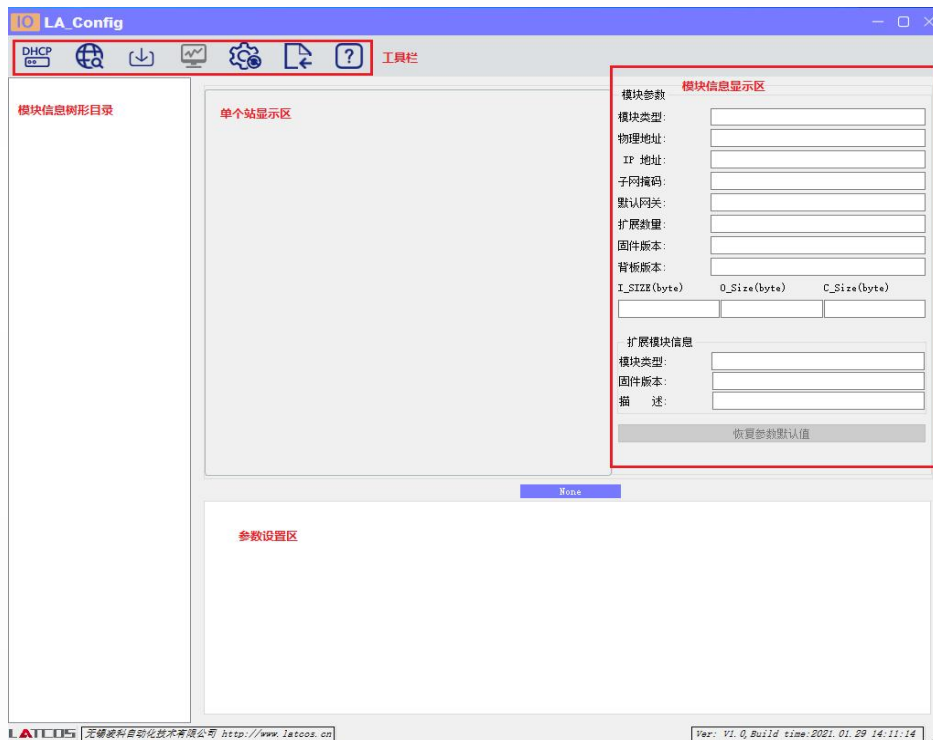 IO LA_Config
DHCP
? 工具栏
模块信息树形目录
单个站显示区
模块信息显示区
模块参数
模块类型:
物理地址:
IP 地址:
子网掩码:
默认网关:
扩展数量:
固件版本:
背板版本:
I_SIZE(byte) O_Size(byte) C_Size(byte)
扩展模块信息
模块类型:
固件版本:
描 述:
恢复参数默认值
None
参数设置区
LATCOS 无锡凌科自动化技术有限公司 http://www.latcos.cn
Ver: V1.0,Build time:2021.01.29 14:11:14